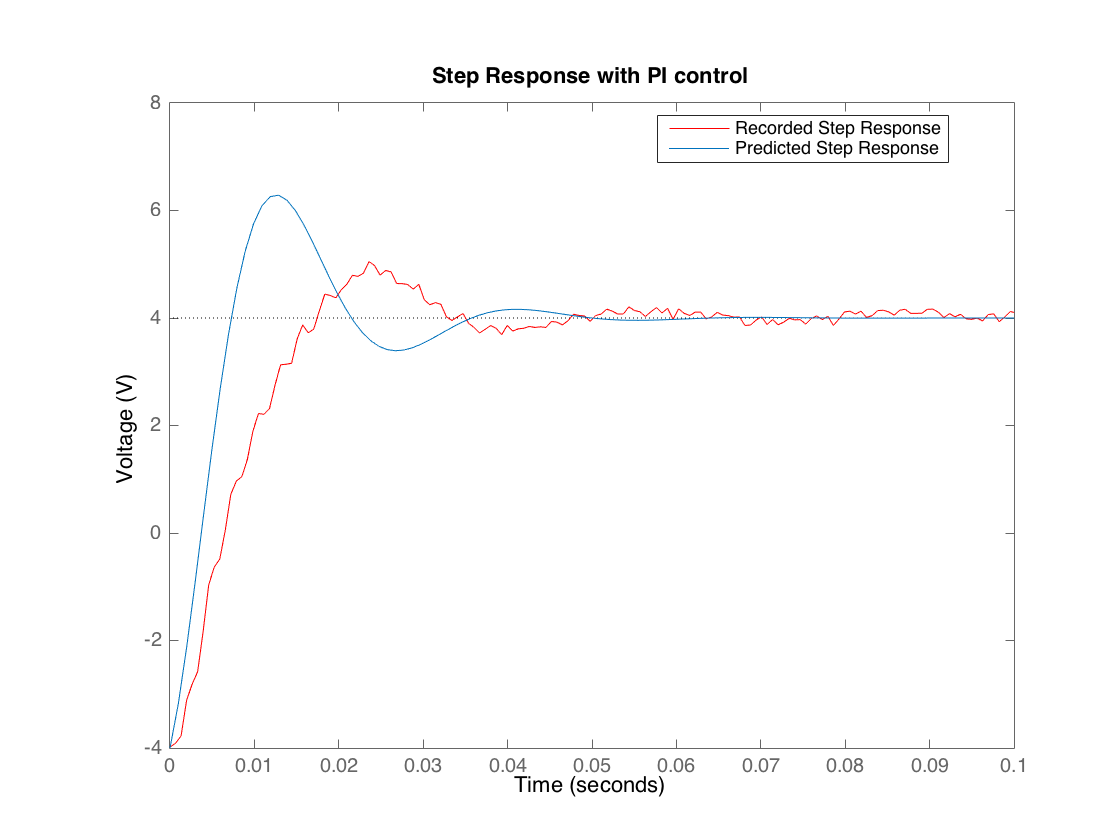 Step Response with PI control
Recorded Step Response
Predicted Step Response
8
6
4
2
0
-2
-4
Voltage (V)
0 0.01 0.02 0.03 0.04 0.05 0.06 0.07 0.08 0.09 0.1
Time (seconds)